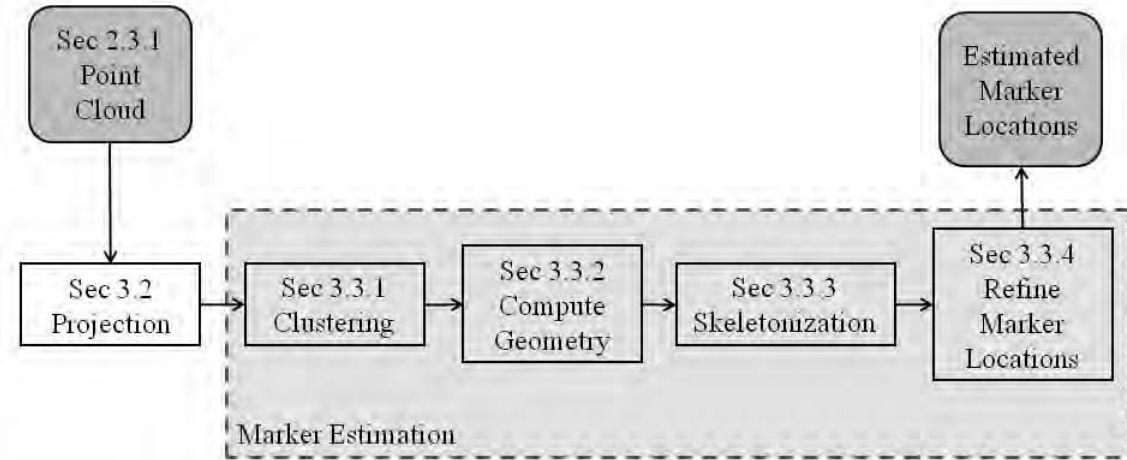 Sec 2.3.1
Point
Cloud
Estimated
Marker
Locations
Sec 3.2
Projection
Sec 3.3.1
Clustering
Sec 3.3.2
Compute
Geometry
Sec 3.3.3
Skeletonization
Sec 3.3.4
Refine
Marker
Locations
Marker Estimation